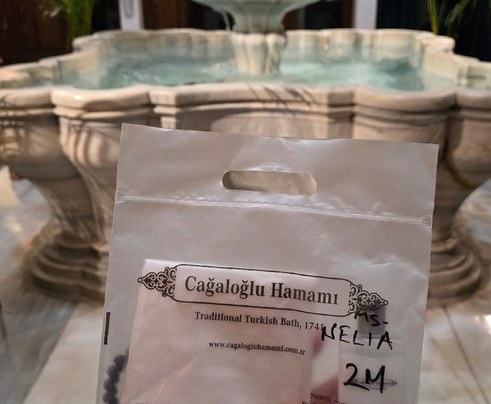 Cağaloğlu Hamamı
Traditional Turkish Bath, 1741
www.cagalogluhamami.com.tr
MS-
NELIA
2M